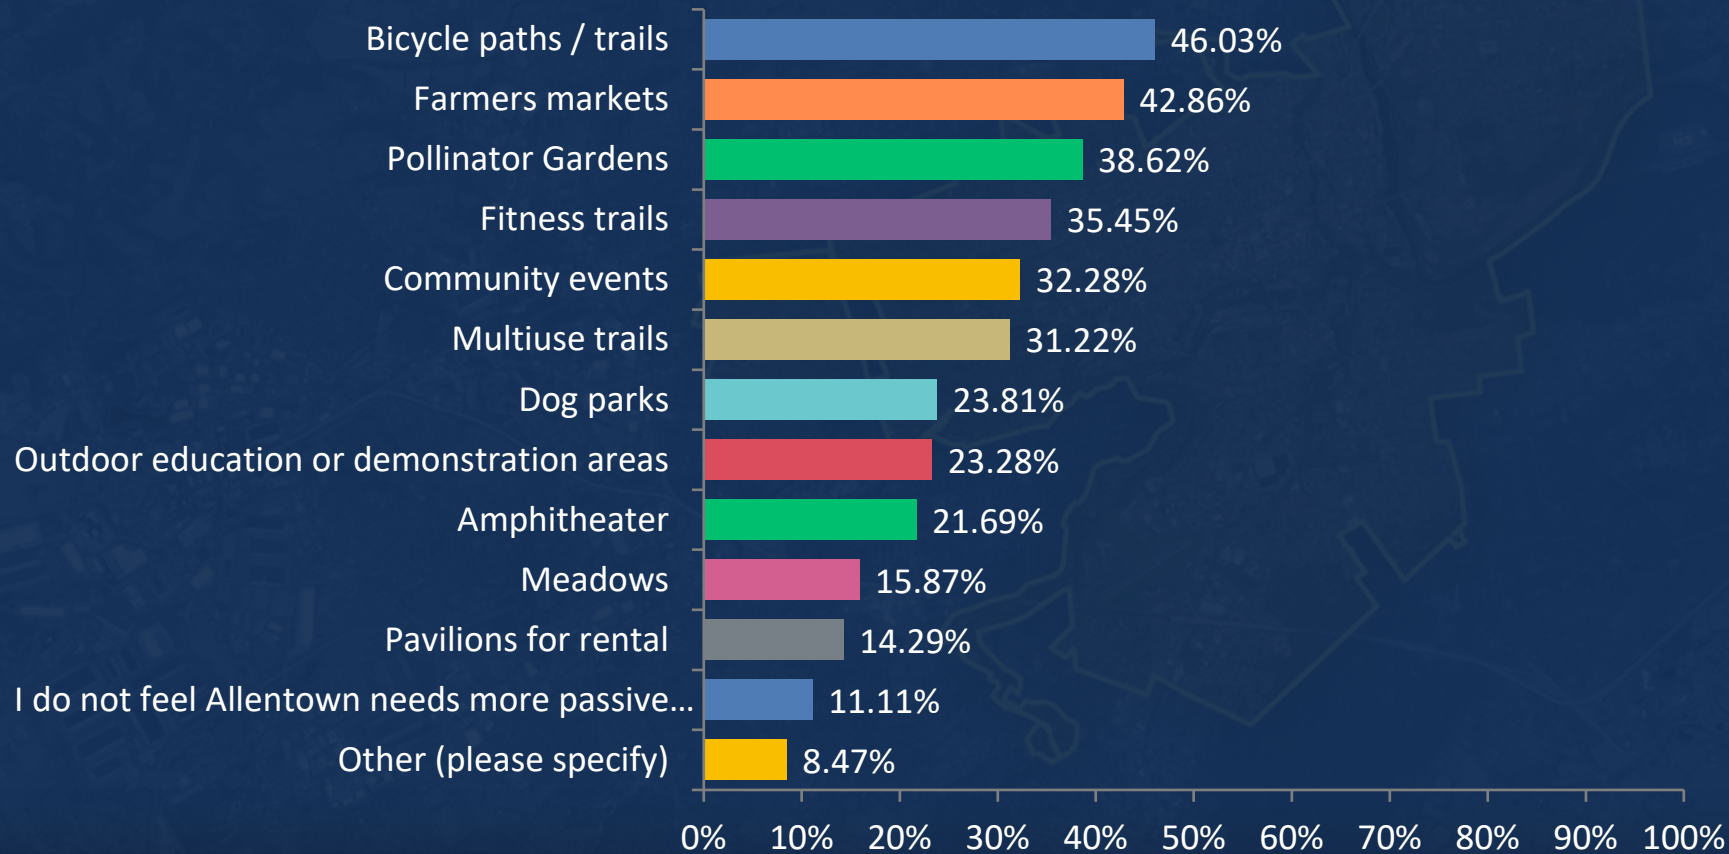 Bicycle paths / trails 46.03%
Farmers markets 42.86%
Pollinator Gardens 38.62%
Fitness trails 35.45%
Community events 32.28%
Multiuse trails 31.22%
Dog parks 23.81%
Outdoor education or demonstration areas 23.28%
Amphitheater 21.69%
Meadows 15.87%
Pavilions for rental 14.29%
I do not feel Allentown needs more passive... 11.11%
Other (please specify) 8.47%
0% 10% 20% 30% 40% 50% 60% 70% 80% 90% 100%